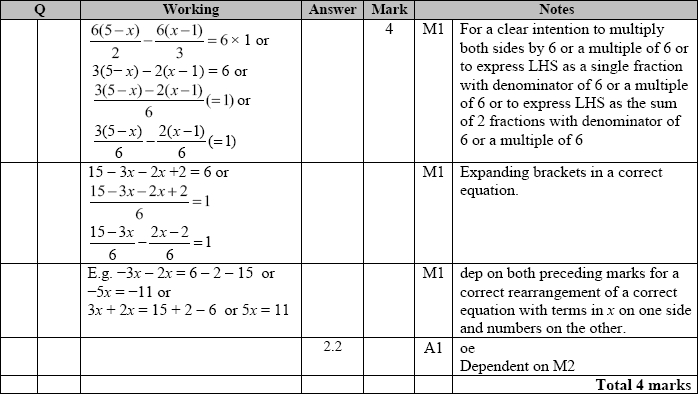 Q Working Answer Mark Notes
6(5−x)/2 − 6(x−1)/3 = 6 × 1 or
3(5− x) – 2(x – 1) = 6 or
3(5−x)−2(x−1)/6 (= 1) or
3(5−x)/6 − 2(x−1)/6 (= 1)
4 M1 For a clear intention to multiply
both sides by 6 or a multiple of 6 or
to express LHS as a single fraction
with denominator of 6 or a multiple
of 6 or to express LHS as the sum
of 2 fractions with denominator of
6 or a multiple of 6
15 – 3x – 2x +2 = 6 or
15−3x−2x+2/6 = 1
15−3x/6 − 2x−2/6 = 1
M1 Expanding brackets in a correct
equation.
E.g. −3x – 2x = 6 – 2 – 15 or
−5x = −11 or
3x + 2x = 15 + 2 – 6 or 5x = 11
M1 dep on both preceding marks for a
correct rearrangement of a correct
equation with terms in x on one side
and numbers on the other.
2.2 A1 oe
Dependent on M2
Total 4 marks